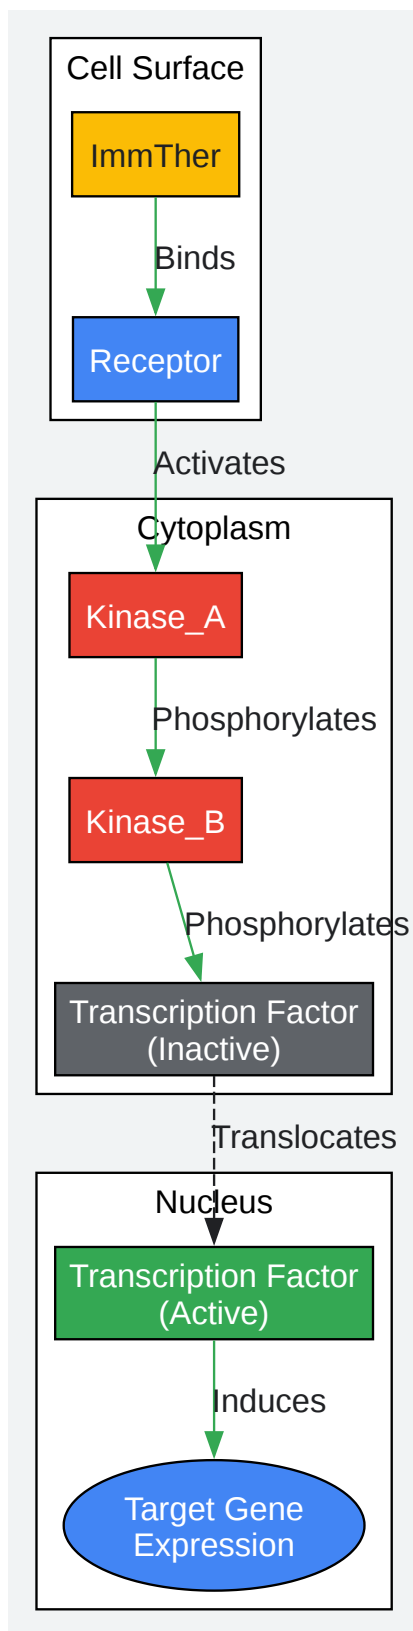 Cell Surface
ImmTher
Binds
Receptor
Activates
Cytoplasm
Kinase_A
Phosphorylates
Kinase_B
Phosphorylates
Transcription Factor
(Inactive)
Translocates
Nucleus
Transcription Factor
(Active)
Induces
Target Gene
Expression